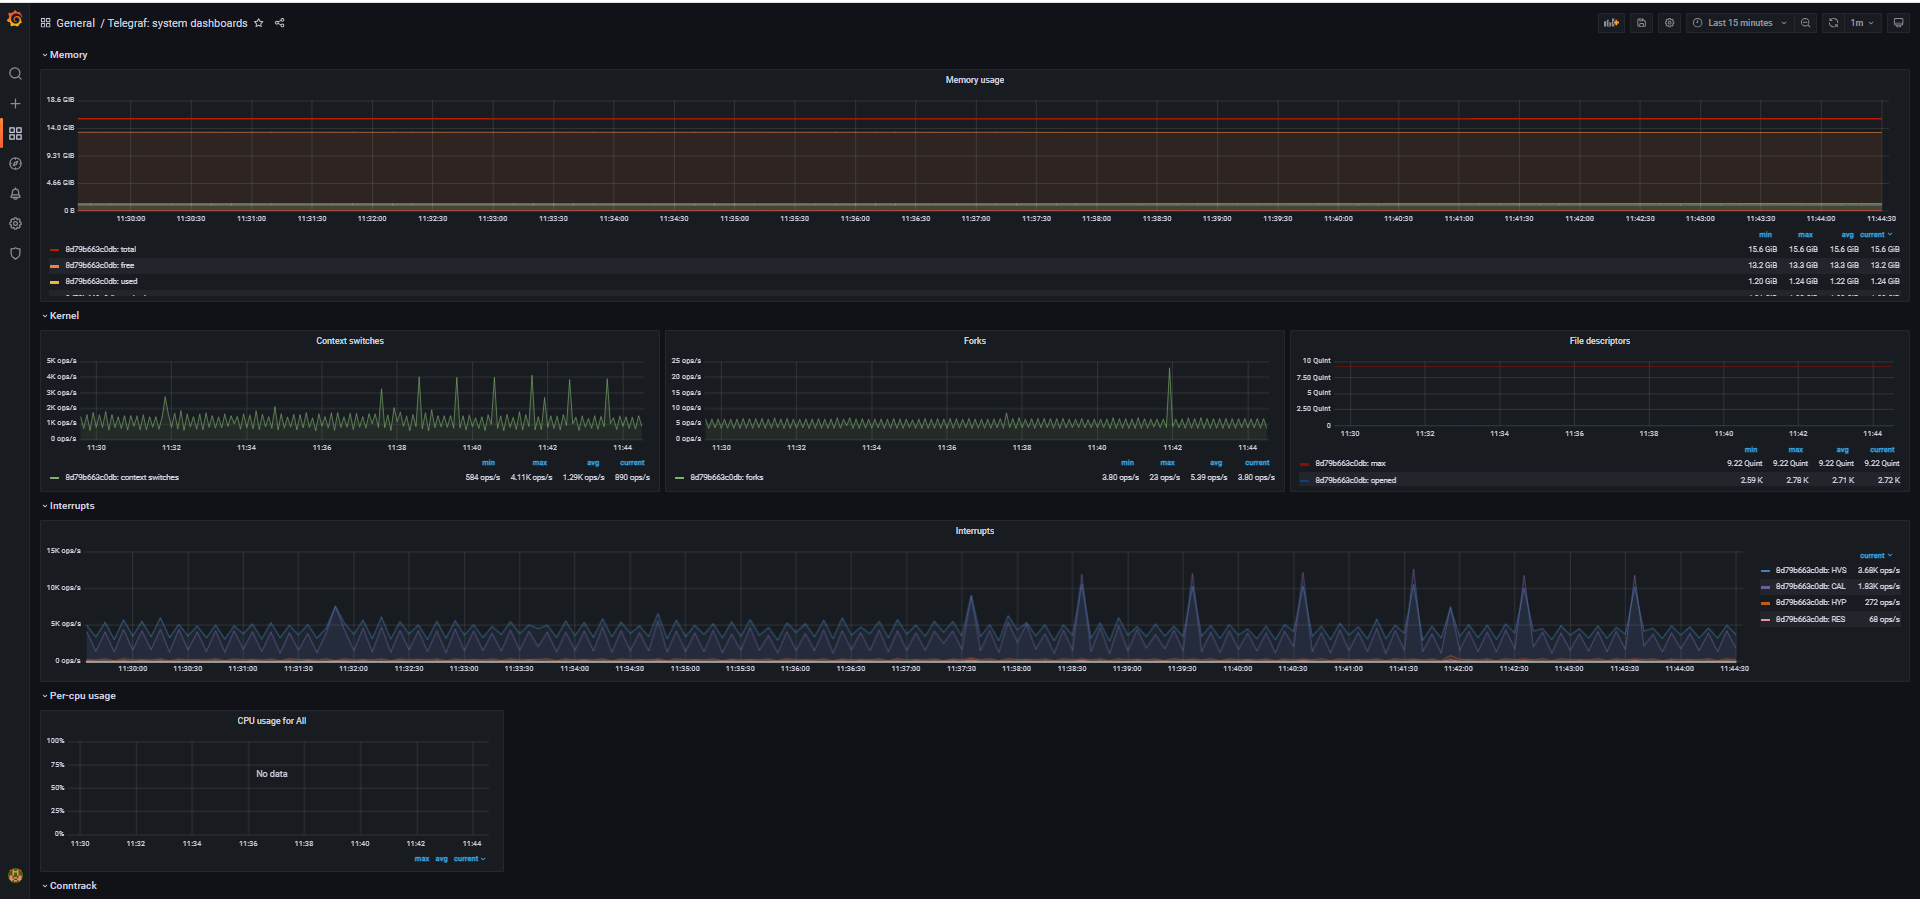 General / Telegraf: system dashboards
Last 15 minutes
1m
Memory
Memory usage
18.6 GiB
14.0 GiB
9.31 GiB
4.66 GiB
0 B
11:30:00 11:30:30 11:31:00 11:31:30 11:32:00 11:32:30 11:33:00 11:33:30 11:34:00 11:34:30 11:35:00 11:35:30 11:36:00 11:36:30 11:37:00 11:37:30 11:38:00 11:38:30 11:39:00 11:39:30 11:40:00 11:40:30 11:41:00 11:41:30 11:42:00 11:42:30 11:43:00 11:43:30 11:44:00 11:44:30
min max avg current
8d79b663c0db: total 15.6 GiB 15.6 GiB 15.6 GiB 15.6 GiB
8d79b663c0db: free 13.2 GiB 13.3 GiB 13.3 GiB 13.2 GiB
8d79b663c0db: used 1.20 GiB 1.24 GiB 1.22 GiB 1.24 GiB
Kernel
Context switches
5K ops/s
4K ops/s
3K ops/s
2K ops/s
1K ops/s
0 ops/s
11:30 11:32 11:34 11:36 11:38 11:40 11:42 11:44
min max avg current
8d79b663c0db: context switches 584 ops/s 4.11K ops/s 1.29K ops/s 890 ops/s
Forks
25 ops/s
20 ops/s
15 ops/s
10 ops/s
5 ops/s
0 ops/s
11:30 11:32 11:34 11:36 11:38 11:40 11:42 11:44
min max avg current
8d79b663c0db: forks 3.80 ops/s 23 ops/s 5.39 ops/s 3.80 ops/s
File descriptors
10 Quint
7.50 Quint
5 Quint
2.50 Quint
0
11:30 11:32 11:34 11:36 11:38 11:40 11:42 11:44
min max avg current
8d79b663c0db: max 9.22 Quint 9.22 Quint 9.22 Quint 9.22 Quint
8d79b663c0db: opened 2.59 K 2.78 K 2.71 K 2.72 K
Interrupts
Interrupts
15K ops/s
10K ops/s
5K ops/s
0 ops/s
11:30:00 11:30:30 11:31:00 11:31:30 11:32:00 11:32:30 11:33:00 11:33:30 11:34:00 11:34:30 11:35:00 11:35:30 11:36:00 11:36:30 11:37:00 11:37:30 11:38:00 11:38:30 11:39:00 11:39:30 11:40:00 11:40:30 11:41:00 11:41:30 11:42:00 11:42:30 11:43:00 11:43:30 11:44:00 11:44:30
current
8d79b663c0db: HVS 3.68K ops/s
8d79b663c0db: CAL 1.83K ops/s
8d79b663c0db: HYP 272 ops/s
8d79b663c0db: RES 68 ops/s
Per-cpu usage
CPU usage for All
100%
75%
50%
25%
0%
No data
11:30 11:32 11:34 11:36 11:38 11:40 11:42 11:44
max avg current
Conntrack